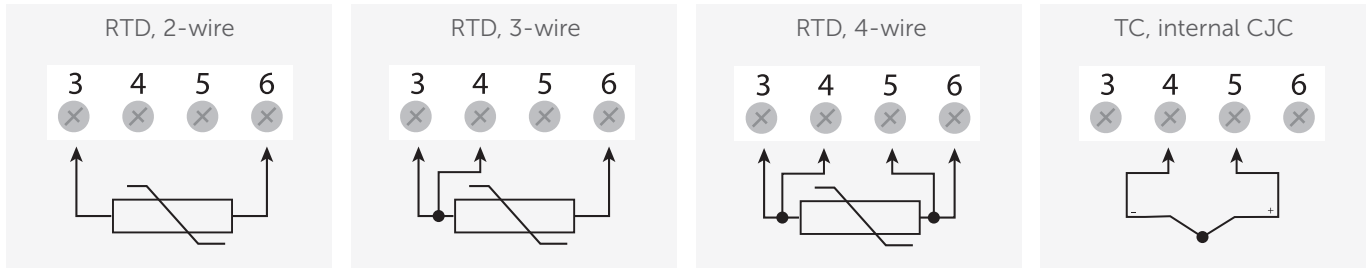 RTD, 2-wire
3 4 5 6
RTD, 3-wire
3 4 5 6
RTD, 4-wire
3 4 5 6
TC, internal CJC
3 4 5 6
- +